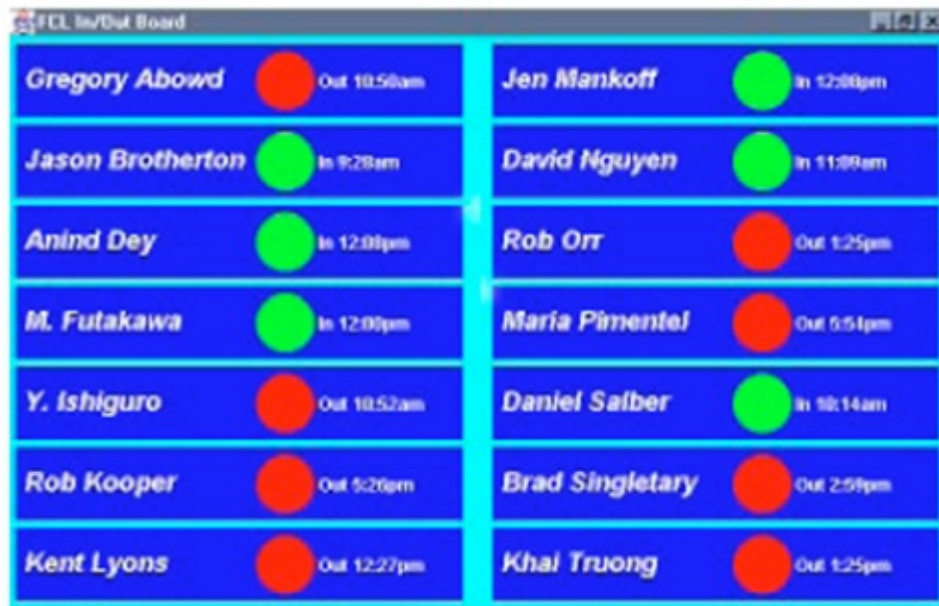 FCL In/Out Board
Gregory Abowd Out 10:50am
Jason Brotherton In 9:28am
Anind Dey In 12:08pm
M. Futakawa In 12:00pm
Y. Ishiguro Out 10:52am
Rob Kooper Out 5:26pm
Kent Lyons Out 12:27pm
Jen Mankoff In 12:08pm
David Nguyen In 11:09am
Rob Orr Out 1:25pm
Maria Pimentel Out
Daniel Salber In 10:14am
Brad Singletary Out 2:59pm
Khai Truong Out 1:25pm